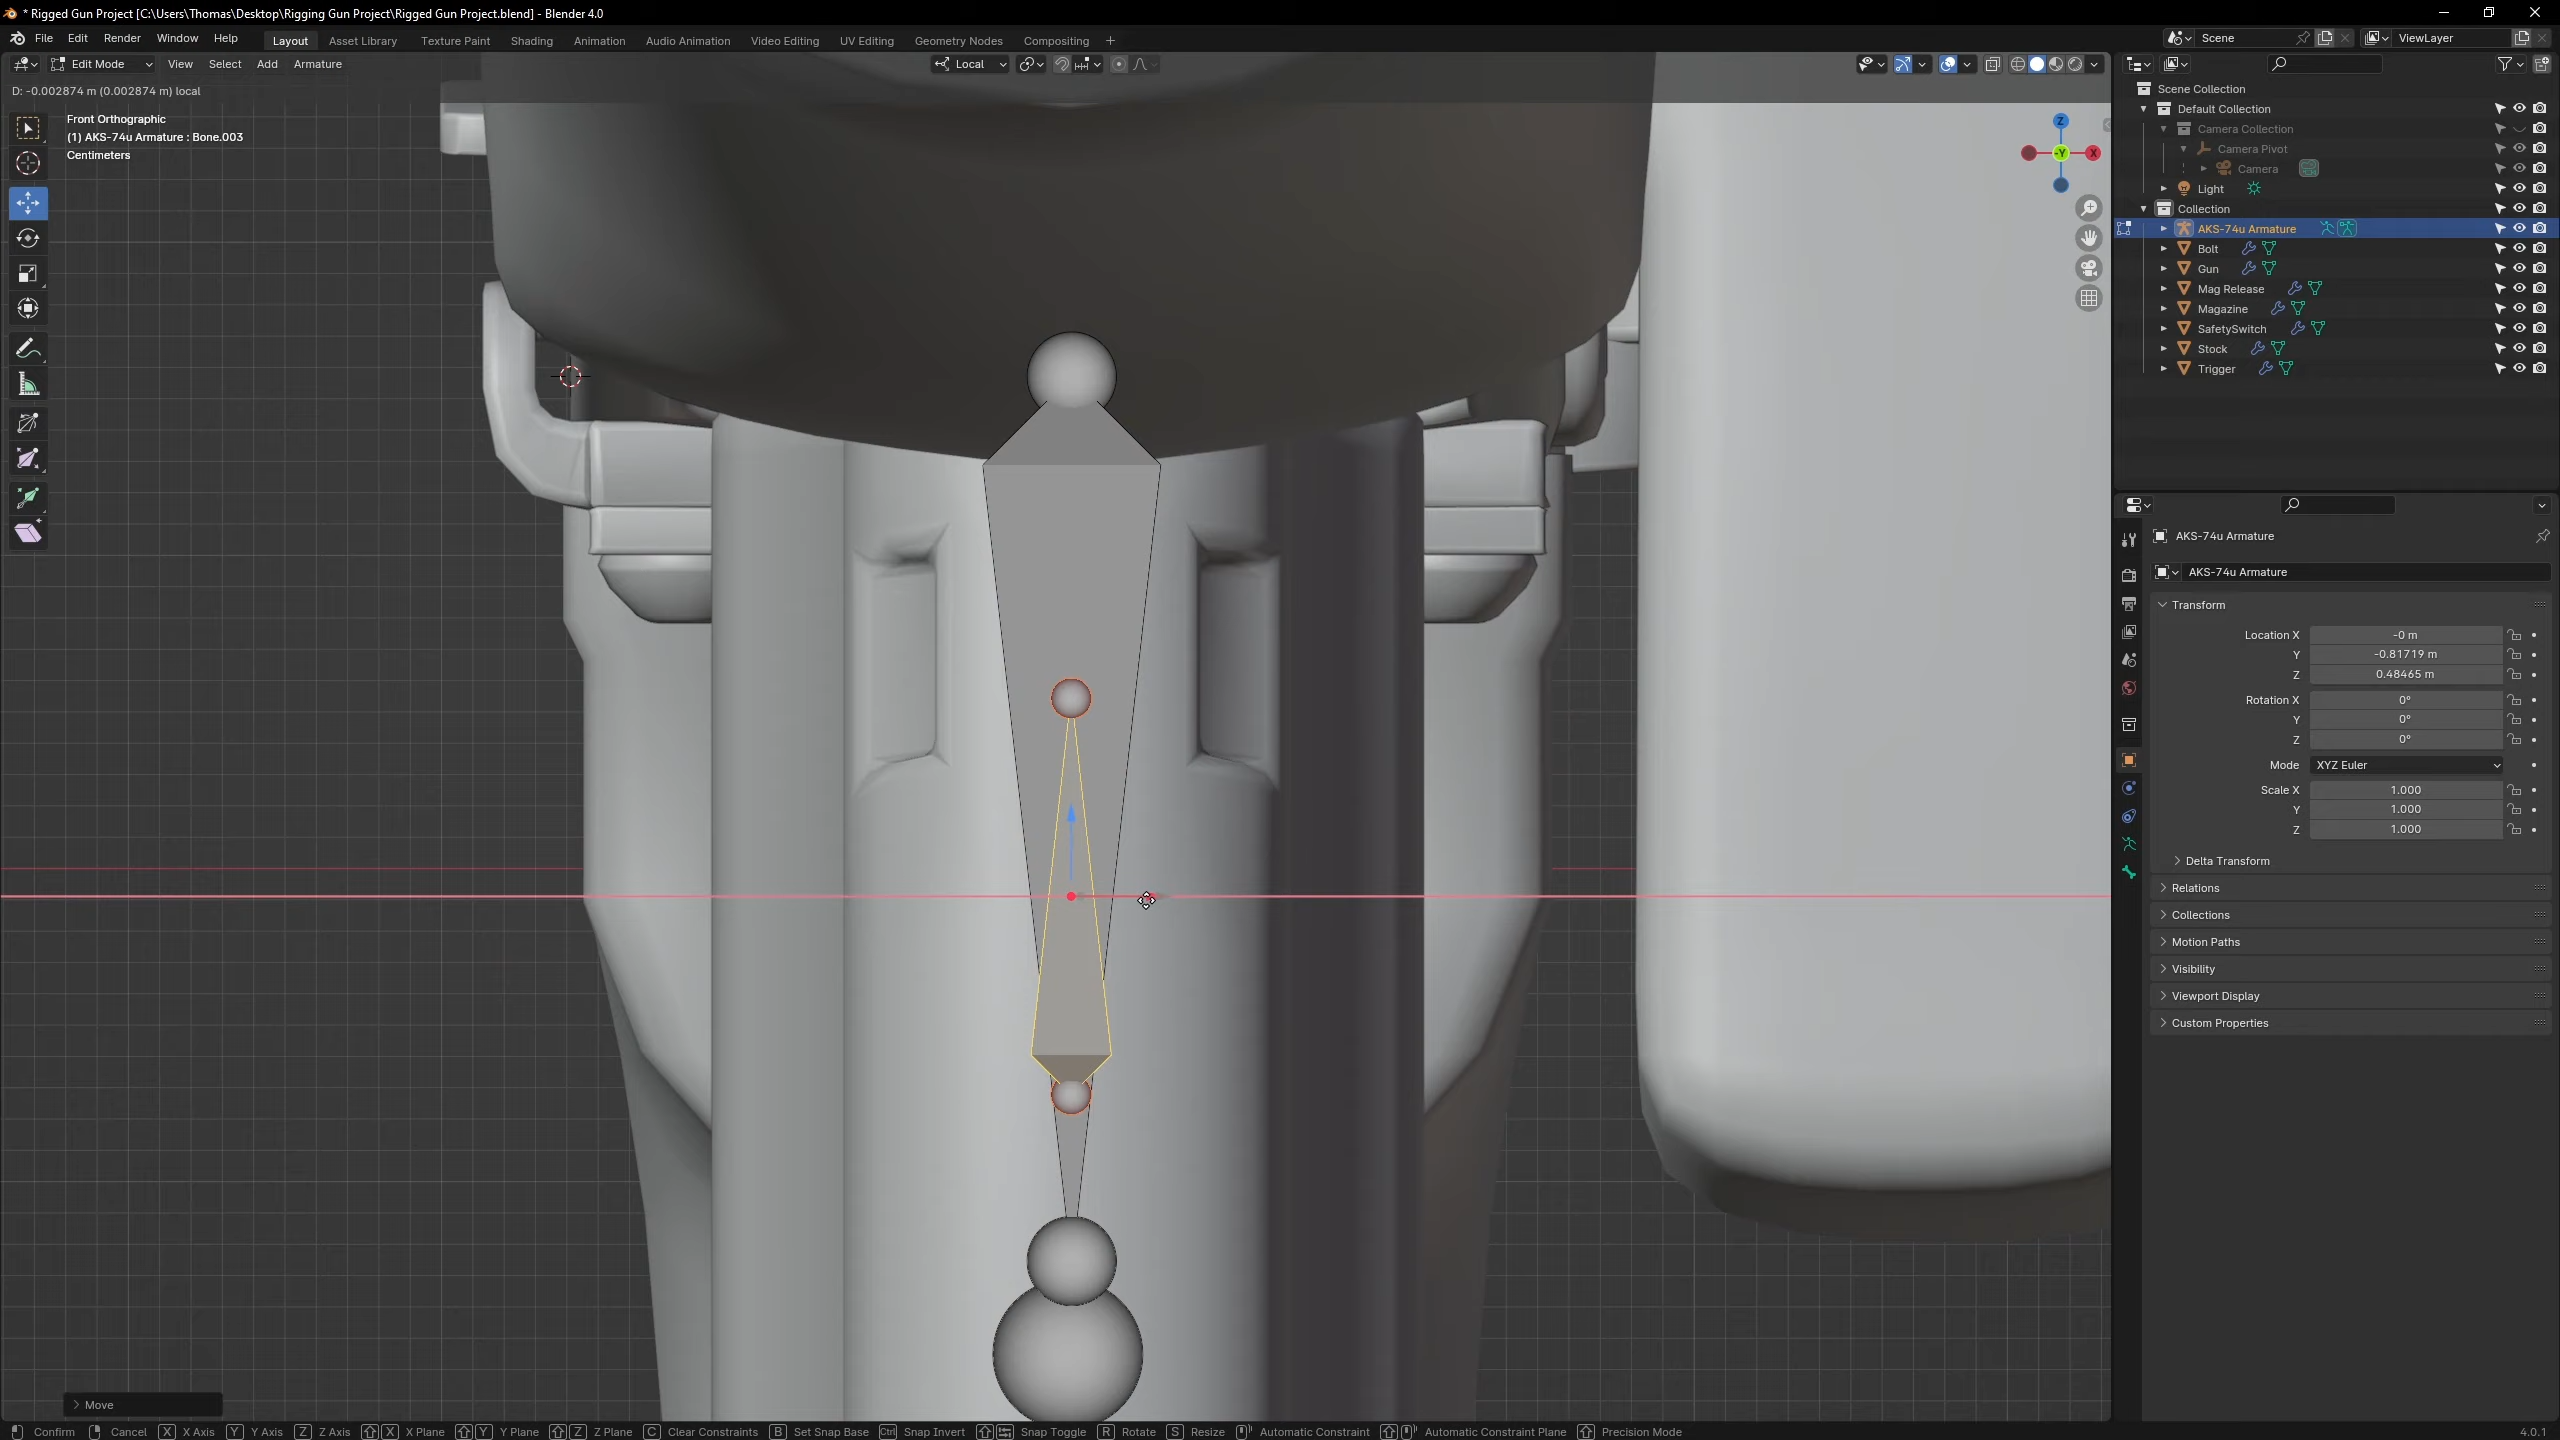 * Rigged Gun Project [C:\Users\Thomas\Desktop\Rigging Gun Project\Rigged Gun Project.blend] - Blender 4.0
File Edit Render Window Help Layout Asset Library Texture Paint Shading Animation Audio Animation Video Editing UV Editing Geometry Nodes Compositing + Scene ViewLayer
Edit Mode View Select Add Armature Local
D: -0.002874 m (0.002874 m) local
Front Orthographic
(1) AKS-74u Armature : Bone.003
Centimeters
Z
-Y
X
Scene Collection
Default Collection
Camera Collection
Camera Pivot
Camera
Light
Collection
AKS-74u Armature
Bolt
Gun
Mag Release
Magazine
SafetySwitch
Stock
Trigger
AKS-74u Armature
AKS-74u Armature
Transform
Location X -0 m
Y -0.81719 m
Z 0.48465 m
Rotation X 0°
Y 0°
Z 0°
Mode XYZ Euler
Scale X 1.000
Y 1.000
Z 1.000
Delta Transform
Relations
Collections
Motion Paths
Visibility
Viewport Display
Custom Properties
Move
Confirm Cancel X X Axis Y Y Axis Z Z Axis X X Plane Y Y Plane Z Z Plane C Clear Constraints B Set Snap Base Ctrl Snap Invert Snap Toggle R Rotate S Resize Automatic Constraint Automatic Constraint Plane Precision Mode 4.0.1